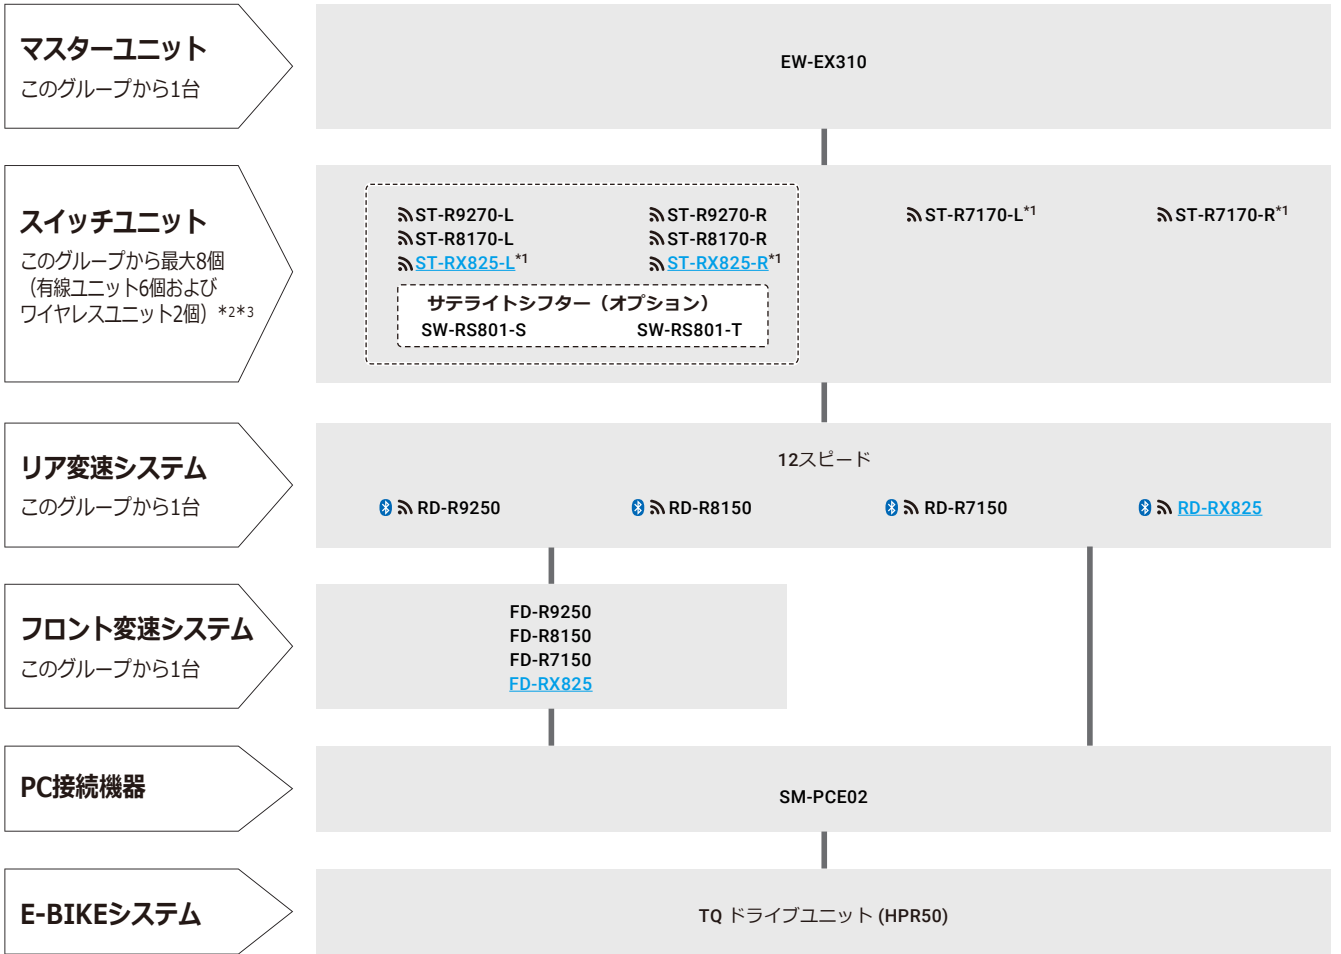 マスターユニット
このグループから1台
EW-EX310
スイッチユニット
このグループから最大8個
（有線ユニット6個および
ワイヤレスユニット2個）*2*3
ST-R9270-L ST-R9270-R ST-R7170-L*1 ST-R7170-R*1
ST-R8170-L ST-R8170-R
ST-RX825-L*1 ST-RX825-R*1
サテライトシフター（オプション）
SW-RS801-S SW-RS801-T
リア変速システム
このグループから1台
12スピード
RD-R9250 RD-R8150 RD-R7150 RD-RX825
フロント変速システム
このグループから1台
FD-R9250
FD-R8150
FD-R7150
FD-RX825
PC接続機器
SM-PCE02
E-BIKEシステム
TQ ドライブユニット (HPR50)